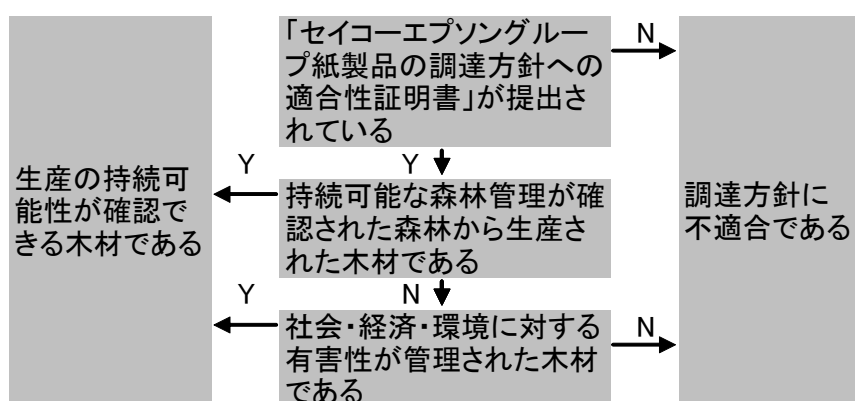 「セイコーエプソングルー
プ紙製品の調達方針への
適合性証明書」が提出さ
れている
N
Y
Y
生産の持続可
能性が確認で
きる木材である
持続可能な森林管理が確
認された森林から生産さ
れた木材である
調達方針に
不適合である
Y
N
社会・経済・環境に対する
有害性が管理された木材
である
N